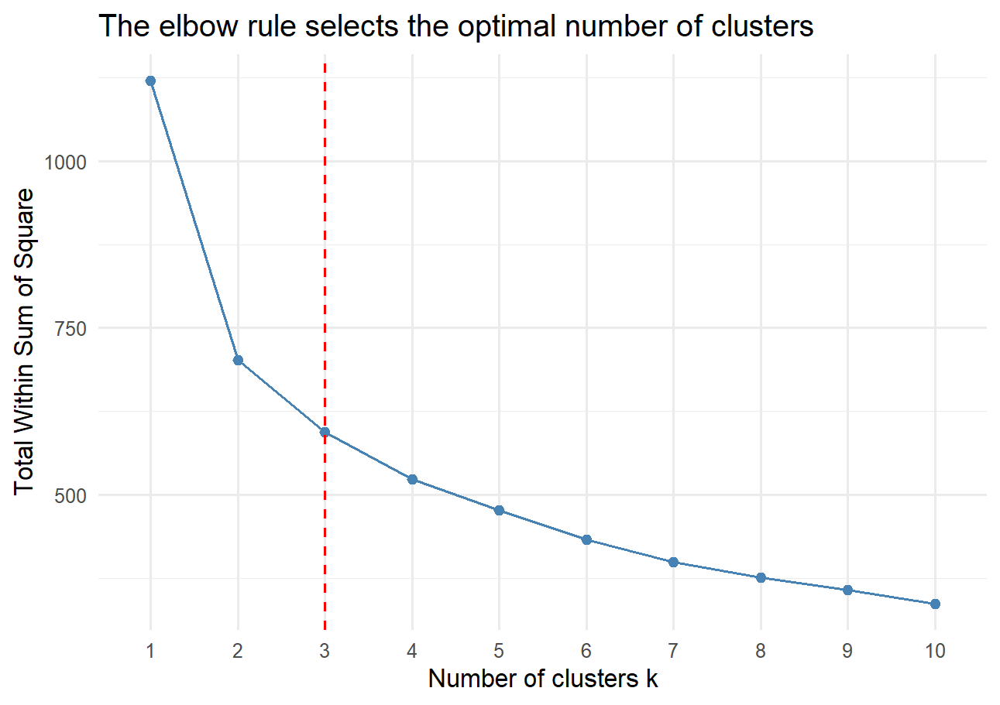 The elbow rule selects the optimal number of clusters
Total Within Sum of Square
1000
750
500
1 2 3 4 5 6 7 8 9 10
Number of clusters k